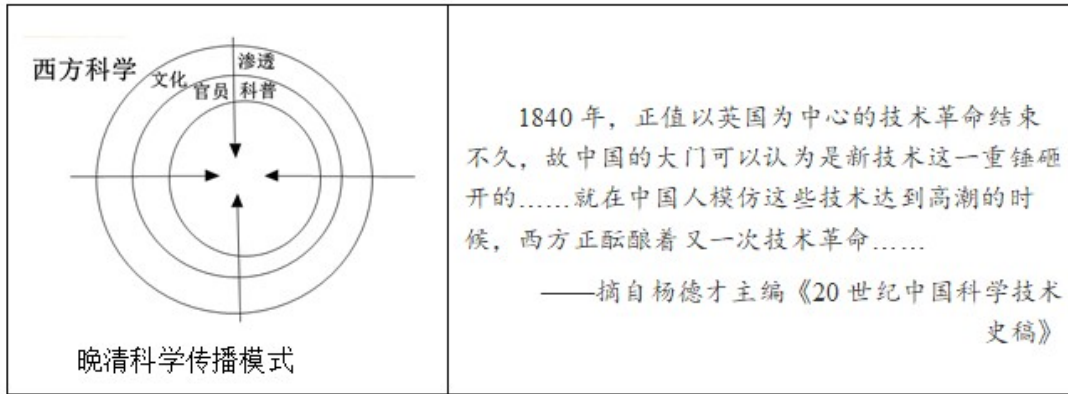 西方科学
文化
渗透
官员
科普
晚清科学传播模式
1840 年，正值以英国为中心的技术革命结束
不久，故中国的大门可以认为是新技术这一重锤砸
开的……就在中国人模仿这些技术达到高潮的时
候，西方正酝酿着又一次技术革命……
——摘自杨德才主编《20 世纪中国科学技术
史稿》